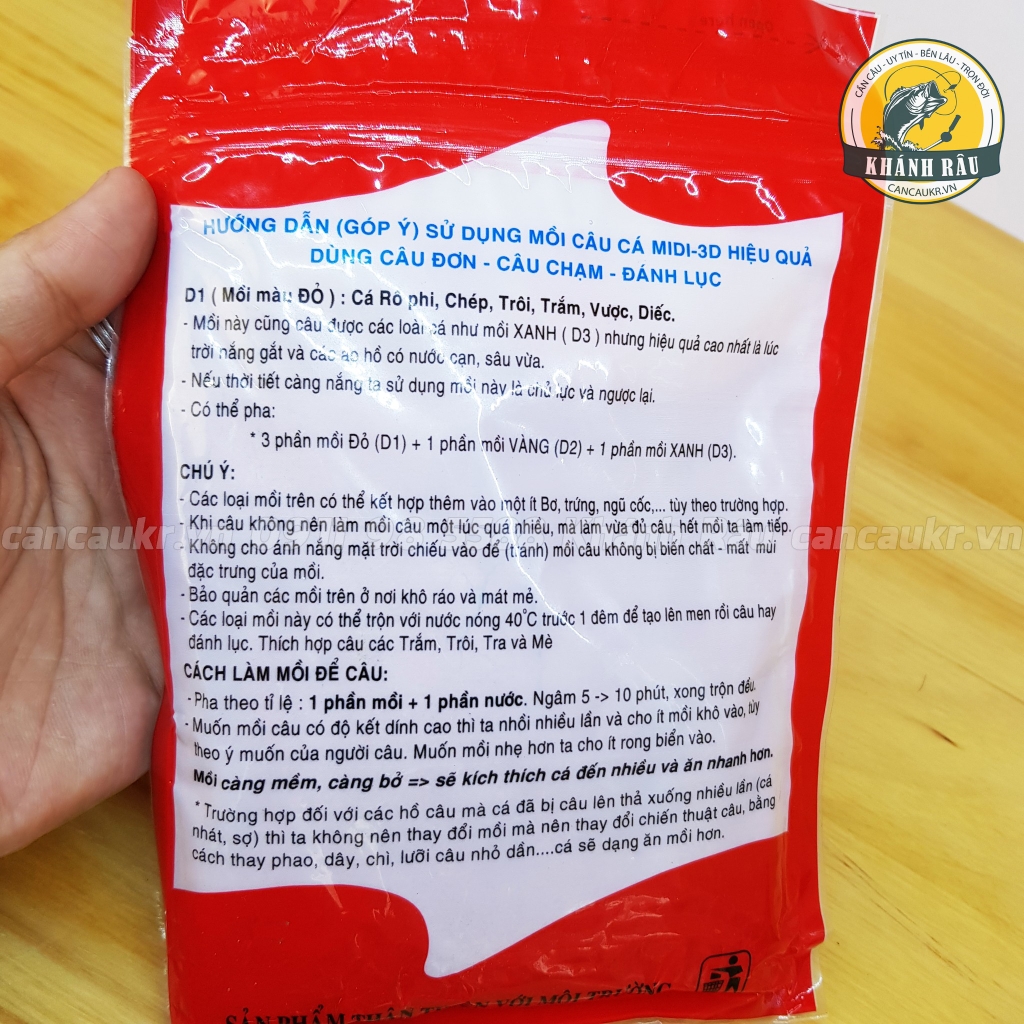 CẦN CÂU - UY TÍN - BỀN LÂU - TRỌN ĐỜI
KHÁNH RÂU
CANCAUKR.VN
HƯỚNG DẪN (GÓP Ý) SỬ DỤNG MỒI CÂU CÁ MIDI-3D HIỆU QUẢ
DÙNG CÂU ĐƠN - CÂU CHẠM - ĐÁNH LỤC
D1 ( Mồi màu ĐỎ ) : Cá Rô phi, Chép, Trôi, Trắm, Vược, Diếc.
- Mồi này cũng câu được các loài cá như mồi XANH ( D3 ) nhưng hiệu quả cao nhất là lúc
trời nắng gắt và các ao hồ có nước cạn, sâu vừa.
- Nếu thời tiết càng nắng ta sử dụng mồi này là chủ lực và ngược lại.
- Có thể pha:
* 3 phần mồi Đỏ (D1) + 1 phần mồi VÀNG (D2) + 1 phần mồi XANH (D3).
CHÚ Ý:
- Các loại mồi trên có thể kết hợp thêm vào một ít Bơ, trứng, ngũ cốc,... tùy theo trường hợp.
- Khi câu không nên làm mồi câu một lúc quá nhiều, mà làm vừa đủ câu, hết mồi ta làm tiếp.
cancaukr.vn
cancaukr.vn
- Không cho ánh nắng mặt trời chiếu vào để (tránh) mồi câu không bị biến chất - mất mùi
đặc trưng của mồi.
- Bảo quản các mồi trên ở nơi khô ráo và mát mẻ.
- Các loại mồi này có thể trộn với nước nóng 40°C trước 1 đêm để tạo lên men rồi câu hay
đánh lục. Thích hợp câu các Trắm, Trôi, Tra và Mè
CÁCH LÀM MỒI ĐỂ CÂU:
- Pha theo tỉ lệ : 1 phần mồi + 1 phần nước. Ngâm 5 -> 10 phút, xong trộn đều.
- Muốn mồi câu có độ kết dính cao thì ta nhồi nhiều lần và cho ít mồi khô vào, tùy
theo ý muốn của người câu. Muốn mồi nhẹ hơn ta cho ít rong biển vào.
Mồi càng mềm, càng bở => sẽ kích thích cá đến nhiều và ăn nhanh hơn.
* Trường hợp đối với các hồ câu mà cá đã bị câu lên thả xuống nhiều lần (cá
nhát, sợ) thì ta không nên thay đổi mồi mà nên thay đổi chiến thuật câu, bằng
cách thay phao, dây, chì, lưỡi câu nhỏ dần....cá sẽ dạng ăn mồi hơn.
SẢN PHẨM THÂN THIỆN VỚI MÔI TRƯỜNG